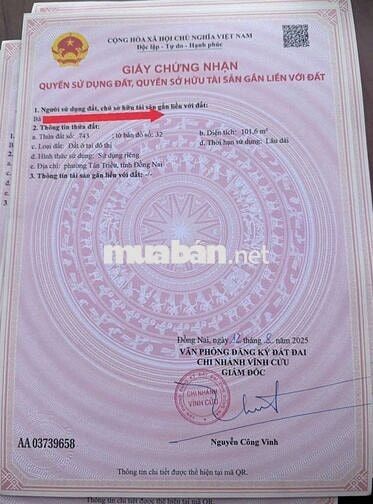 CỘNG HÒA XÃ HỘI CHỦ NGHĨA VIỆT NAM
Độc lập - Tự do - Hạnh phúc
GIẤY CHỨNG NHẬN
QUYỀN SỬ DỤNG ĐẤT, QUYỀN SỞ HỮU TÀI SẢN GẮN LIỀN VỚI ĐẤT
1. Người sử dụng đất, chủ sở hữu tài sản gắn liền với đất:
Bà
2. Thông tin thửa đất:
a. Thửa đất số: 743 ; tờ bản đồ số: 32 b. Diện tích: 101,6 m²
c. Loại đất: Đất ở tại đô thị d. Thời hạn sử dụng: Lâu dài
đ. Hình thức sử dụng: Sử dụng riêng
e. Địa chỉ: phường Tân Triều, tỉnh Đồng Nai
3. Thông tin tài sản gắn liền với đất: -/-
muaban.net
Đồng Nai, ngày 12 tháng 8 năm 2025
VĂN PHÒNG ĐĂNG KÝ ĐẤT ĐAI
CHI NHÁNH VĨNH CỬU
GIÁM ĐỐC
CHI NHÁNH
VĨNH CỬU
AA 03739658
Nguyễn Công Vinh
Thông tin chi tiết được thể hiện tại mã QR.